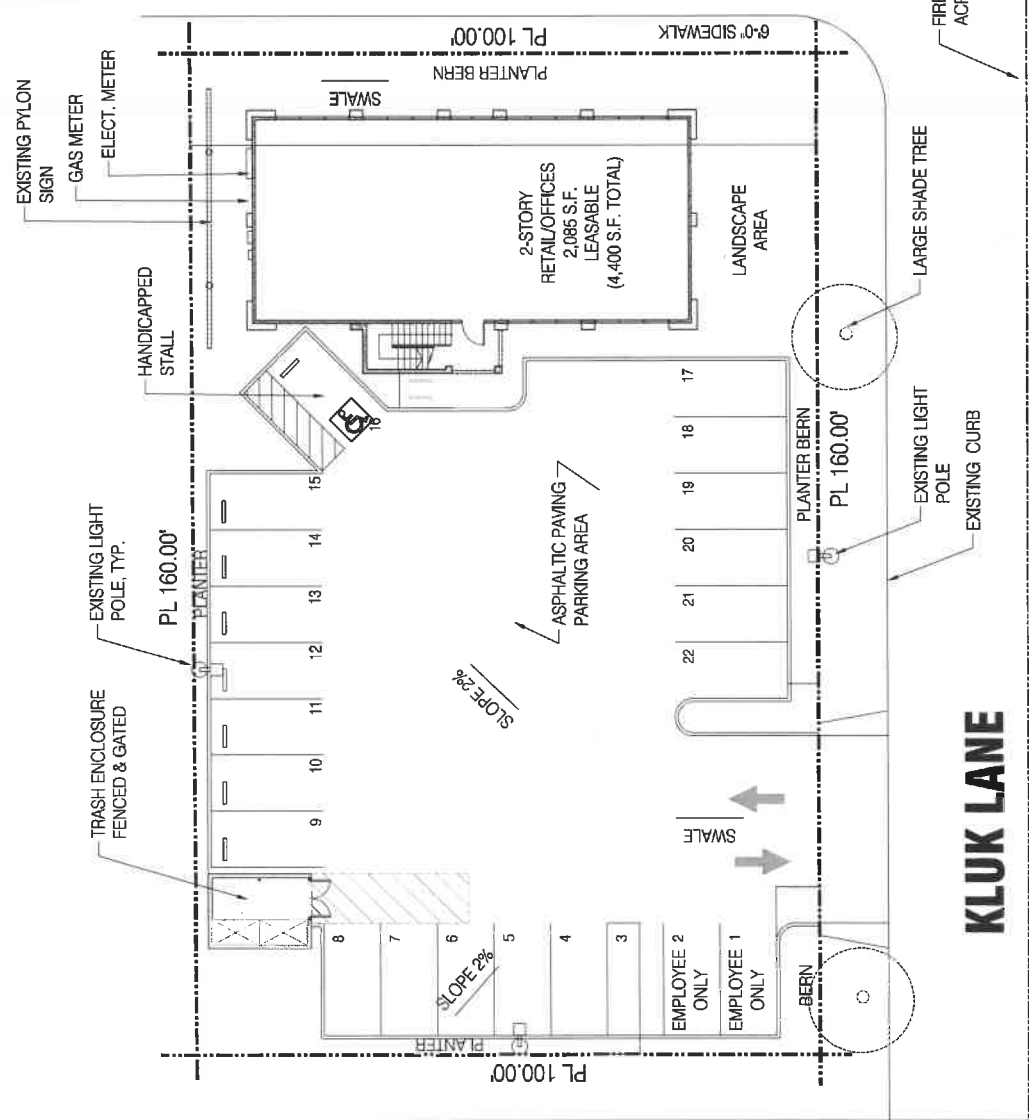 EXISTING PYLON
SIGN
GAS METER
ELECT. METER
HANDICAPPED
STALL
EXISTING LIGHT
POLE, TYP.
TRASH ENCLOSURE
FENCED & GATED
PL 160.00'
PLANTER
PL 100.00'
6'-0" SIDEWALK
PLANTER BERN
SWALE
2-STORY
RETAIL/OFFICES
2,085 S.F.
LEASABLE
(4,400 S.F. TOTAL)
LANDSCAPE
AREA
LARGE SHADE TREE
16
15
14
13
12
11
10
9
8
7
6
5
4
3
EMPLOYEE 2
ONLY
EMPLOYEE 1
ONLY
SLOPE 2%
SLOPE 2%
ASPHALTIC PAVING
PARKING AREA
17
18
19
20
21
22
PLANTER BERN
PL 160.00'
EXISTING LIGHT
POLE
EXISTING CURB
SWALE
BERN
PLANTER
PL 100.00'
KLUK LANE